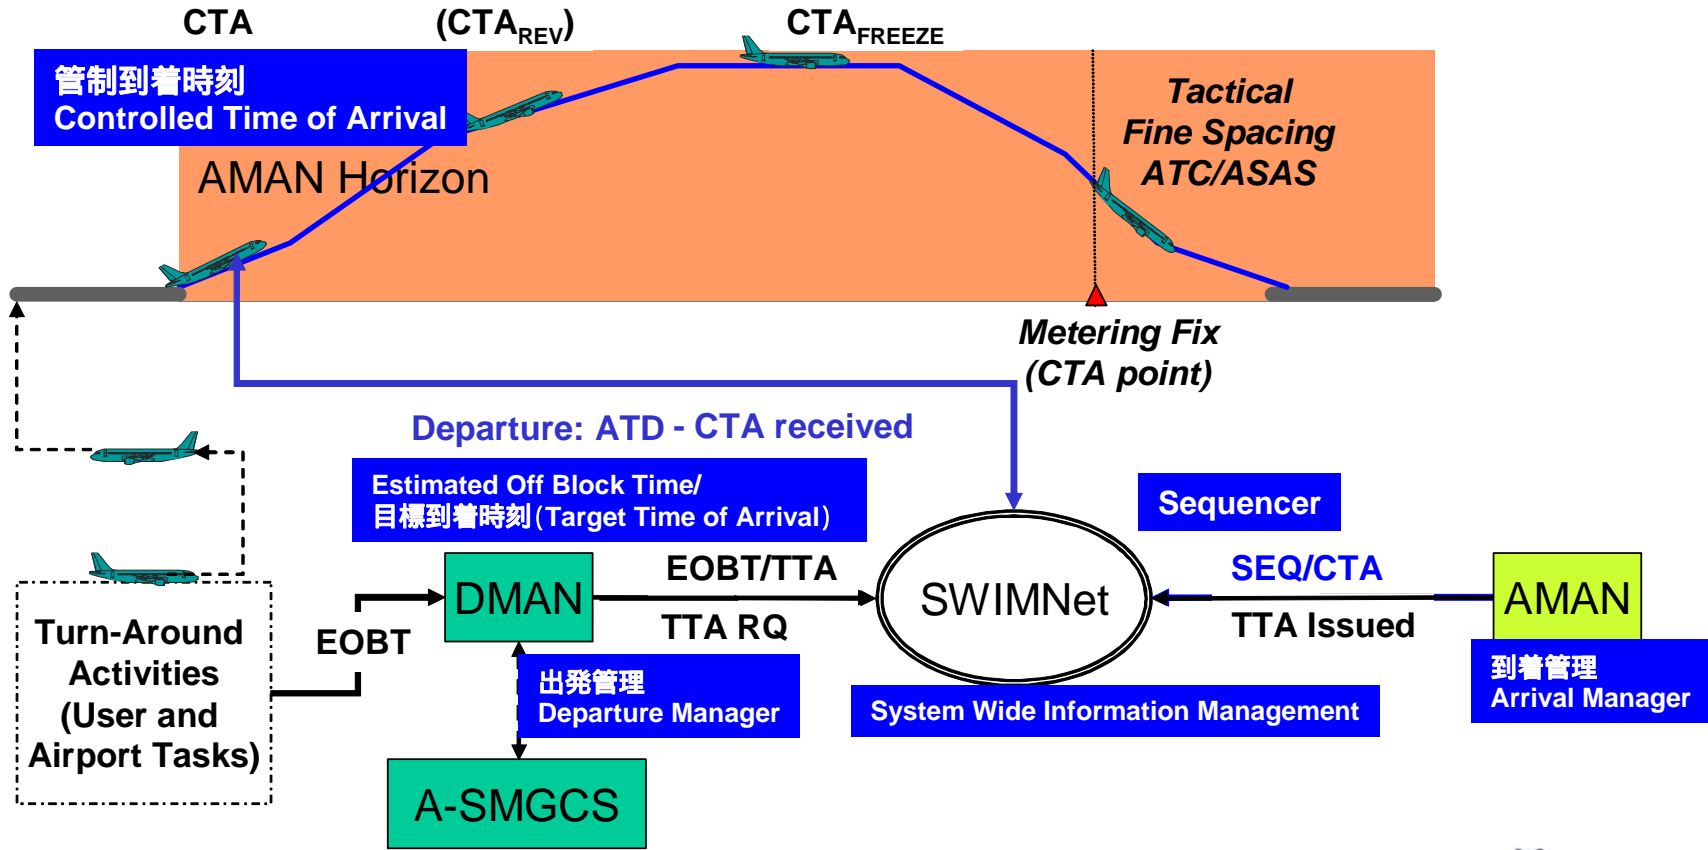 CTA
(CTAREV)
CTAFREEZE
管制到着時刻
Controlled Time of Arrival
AMAN Horizon
Tactical
Fine Spacing
ATC/ASAS
Metering Fix
(CTA point)
Departure: ATD - CTA received
Estimated Off Block Time/
目標到着時刻(Target Time of Arrival)
Sequencer
Turn-Around
Activities
(User and
Airport Tasks)
EOBT
DMAN
EOBT/TTA
TTA RQ
SWIMNet
SEQ/CTA
TTA Issued
AMAN
出発管理
Departure Manager
System Wide Information Management
到着管理
Arrival Manager
A-SMGCS